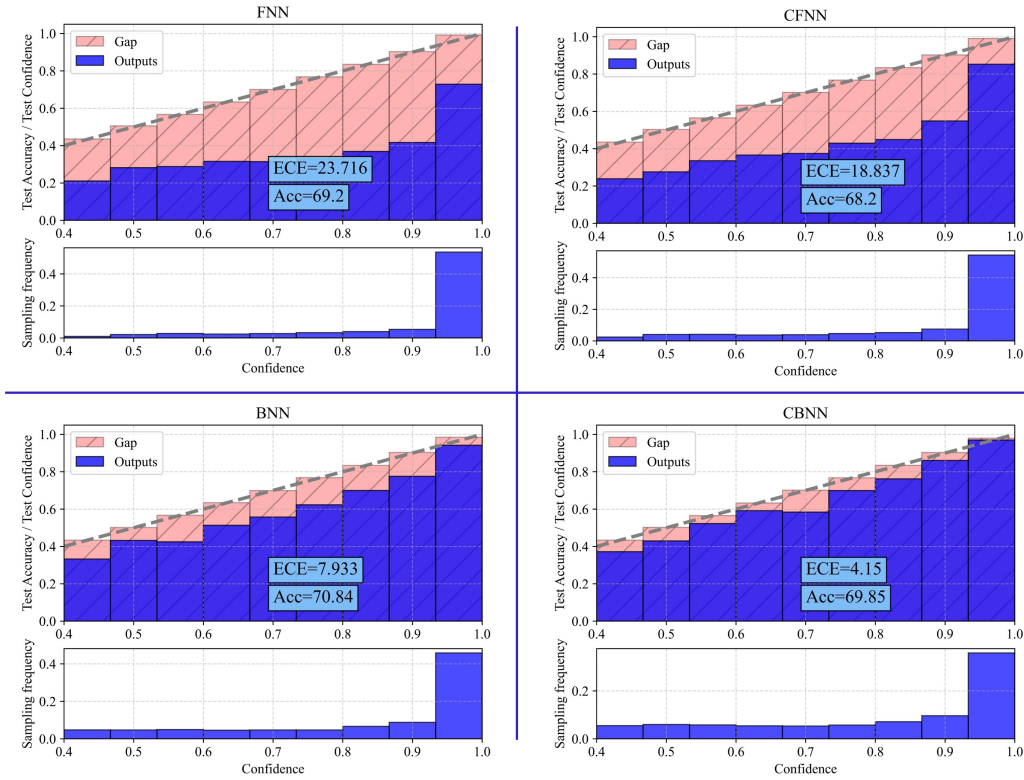 FNN
1.0
0.8
0.6
0.4
0.2
0.0
Test Accuracy / Test Confidence
Gap
Outputs
ECE=23.716
Acc=69.2
0.4 0.5 0.6 0.7 0.8 0.9 1.0
Sampling frequency
0.4
0.2
0.0
0.4 0.5 0.6 0.7 0.8 0.9 1.0
Confidence
CFNN
1.0
0.8
0.6
0.4
0.2
0.0
Test Accuracy / Test Confidence
Gap
Outputs
ECE=18.837
Acc=68.2
0.4 0.5 0.6 0.7 0.8 0.9 1.0
Sampling frequency
0.4
0.2
0.0
0.4 0.5 0.6 0.7 0.8 0.9 1.0
Confidence
BNN
1.0
0.8
0.6
0.4
0.2
0.0
Test Accuracy / Test Confidence
Gap
Outputs
ECE=7.933
Acc=70.84
0.4 0.5 0.6 0.7 0.8 0.9 1.0
Sampling frequency
0.4
0.2
0.0
0.4 0.5 0.6 0.7 0.8 0.9 1.0
Confidence
CBNN
1.0
0.8
0.6
0.4
0.2
0.0
Test Accuracy / Test Confidence
Gap
Outputs
ECE=4.15
Acc=69.85
0.4 0.5 0.6 0.7 0.8 0.9 1.0
Sampling frequency
0.2
0.0
0.4 0.5 0.6 0.7 0.8 0.9 1.0
Confidence